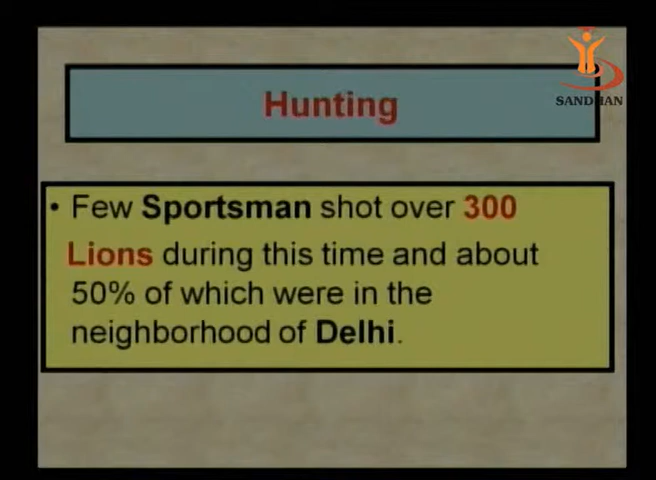 SANDHAN
Hunting
• Few Sportsman shot over 300
Lions during this time and about
50% of which were in the
neighborhood of Delhi.